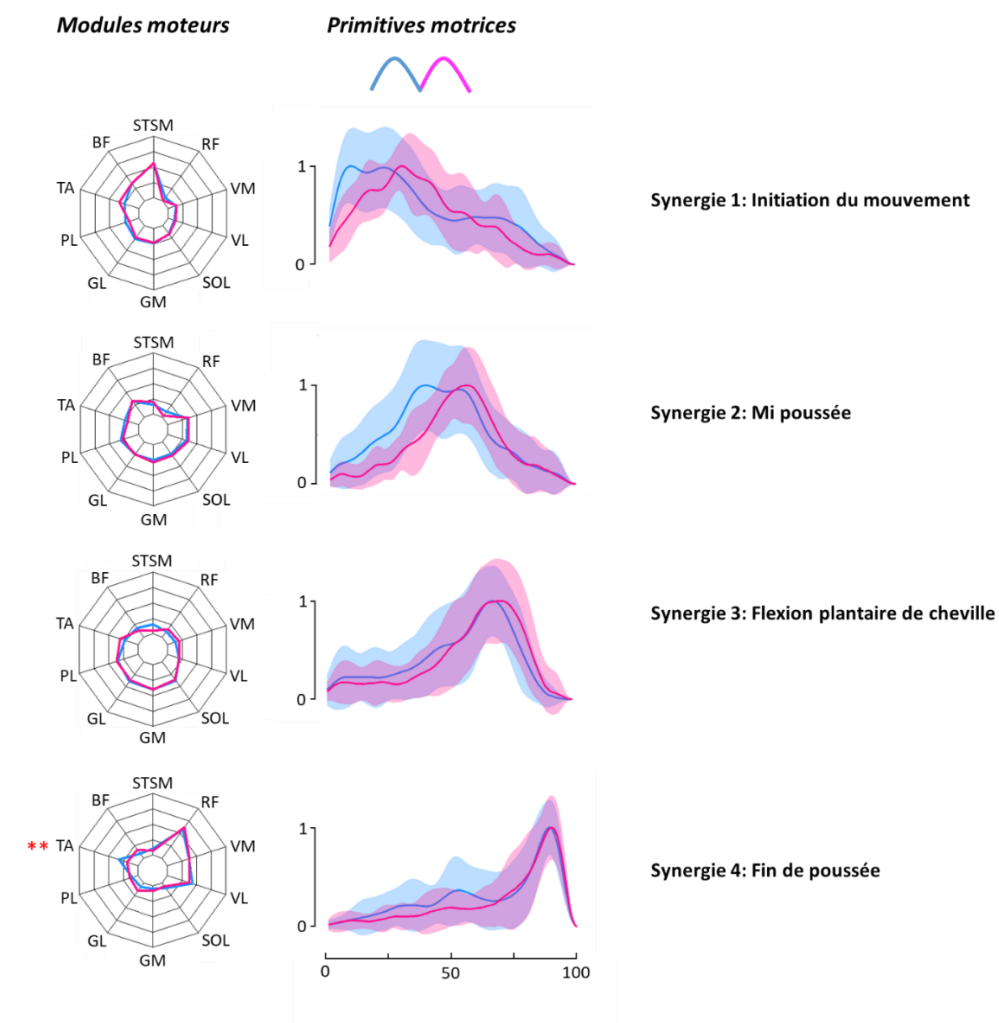 Modules moteurs
Primitives motrices
STSM
BF
RF
TA
VM
PL
VL
GL
SOL
GM
1
0
Synergie 1: Initiation du mouvement
STSM
BF
RF
TA
VM
PL
VL
GL
SOL
GM
1
0
Synergie 2: Mi poussée
STSM
BF
RF
TA
VM
PL
VL
GL
SOL
GM
1
0
Synergie 3: Flexion plantaire de cheville
STSM
BF
RF
** TA
VM
PL
VL
GL
SOL
GM
1
0
Synergie 4: Fin de poussée
0 50 100